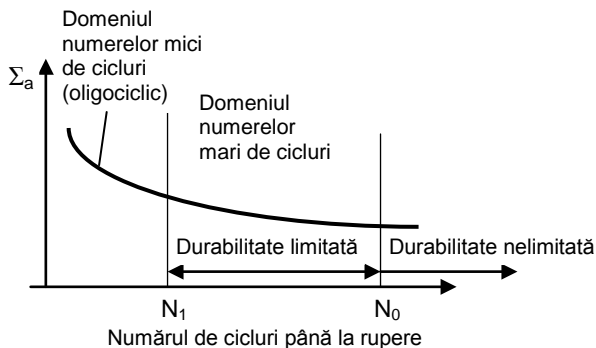 Domeniul
numerelor mici
de cicluri
(oligociclic)
Σa
Domeniul
numerelor
mari de cicluri
Durabilitate limitată
Durabilitate nelimitată
N1
N0
Numărul de cicluri până la rupere